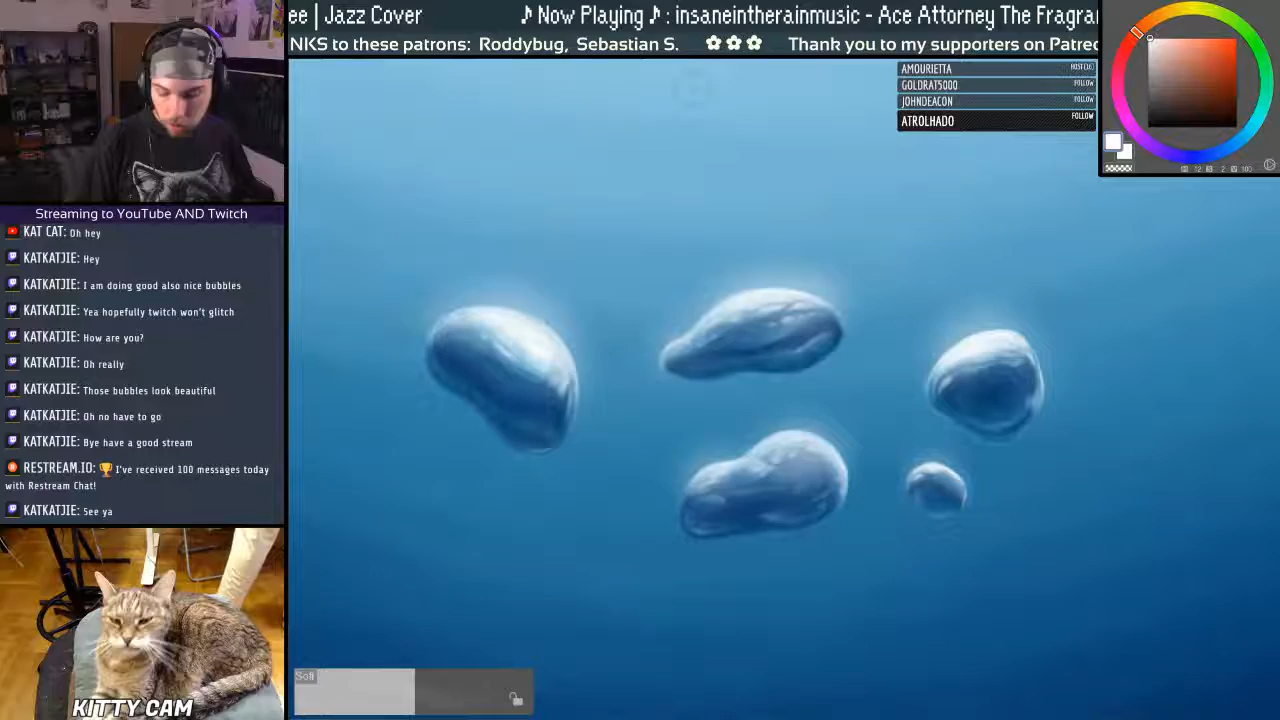 ee | Jazz Cover ♪ Now Playing ♪ : insaneintherainmusic - Ace Attorney The Fragra
NKS to these patrons: Roddybug, Sebastian S. ✿ ✿ ✿ Thank you to my supporters on Patre
AMOURIETTA HOST
GOLDRAT5000 FOLLOW
JOHNDEACON FOLLOW
ATROLHADO FOLLOW
Streaming to YouTube AND Twitch
KAT CAT: Oh hey
KATKATJIE: Hey
KATKATJIE: I am doing good also nice bubbles
KATKATJIE: Yea hopefully twitch won't glitch
KATKATJIE: How are you?
KATKATJIE: Oh really
KATKATJIE: Those bubbles look beautiful
KATKATJIE: Oh no have to go
KATKATJIE: Bye have a good stream
RESTREAM.IO: 🏆 I've received 100 messages today
with Restream Chat!
KATKATJIE: See ya
Soft
KITTY CAM